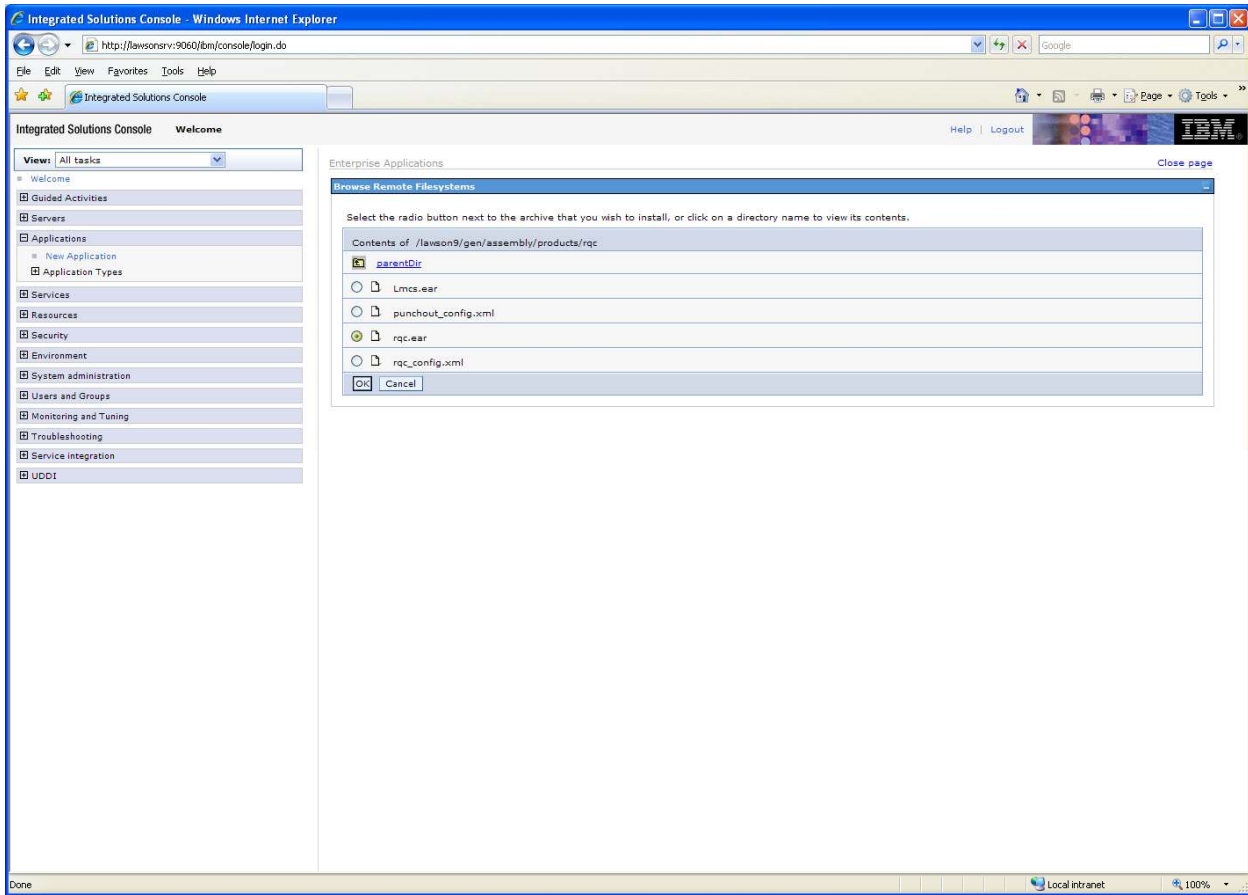 Integrated Solutions Console - Windows Internet Explorer
http://lawsonsrv:9060/ibm/console/login.do
Google
File Edit View Favorites Tools Help
Integrated Solutions Console
Page Tools
Integrated Solutions Console Welcome
Help | Logout
IBM.
View: All tasks
Welcome
Guided Activities
Servers
Applications
New Application
Application Types
Services
Resources
Security
Environment
System administration
Users and Groups
Monitoring and Tuning
Troubleshooting
Service integration
UDDI
Enterprise Applications
Close page
Browse Remote Filesystems
Select the radio button next to the archive that you wish to install, or click on a directory name to view its contents.
Contents of /lawson9/gen/assembly/products/rqc
parentDir
Lmcs.ear
punchout_config.xml
rqc.ear
rqc_config.xml
OK Cancel
Done
Local intranet
100%